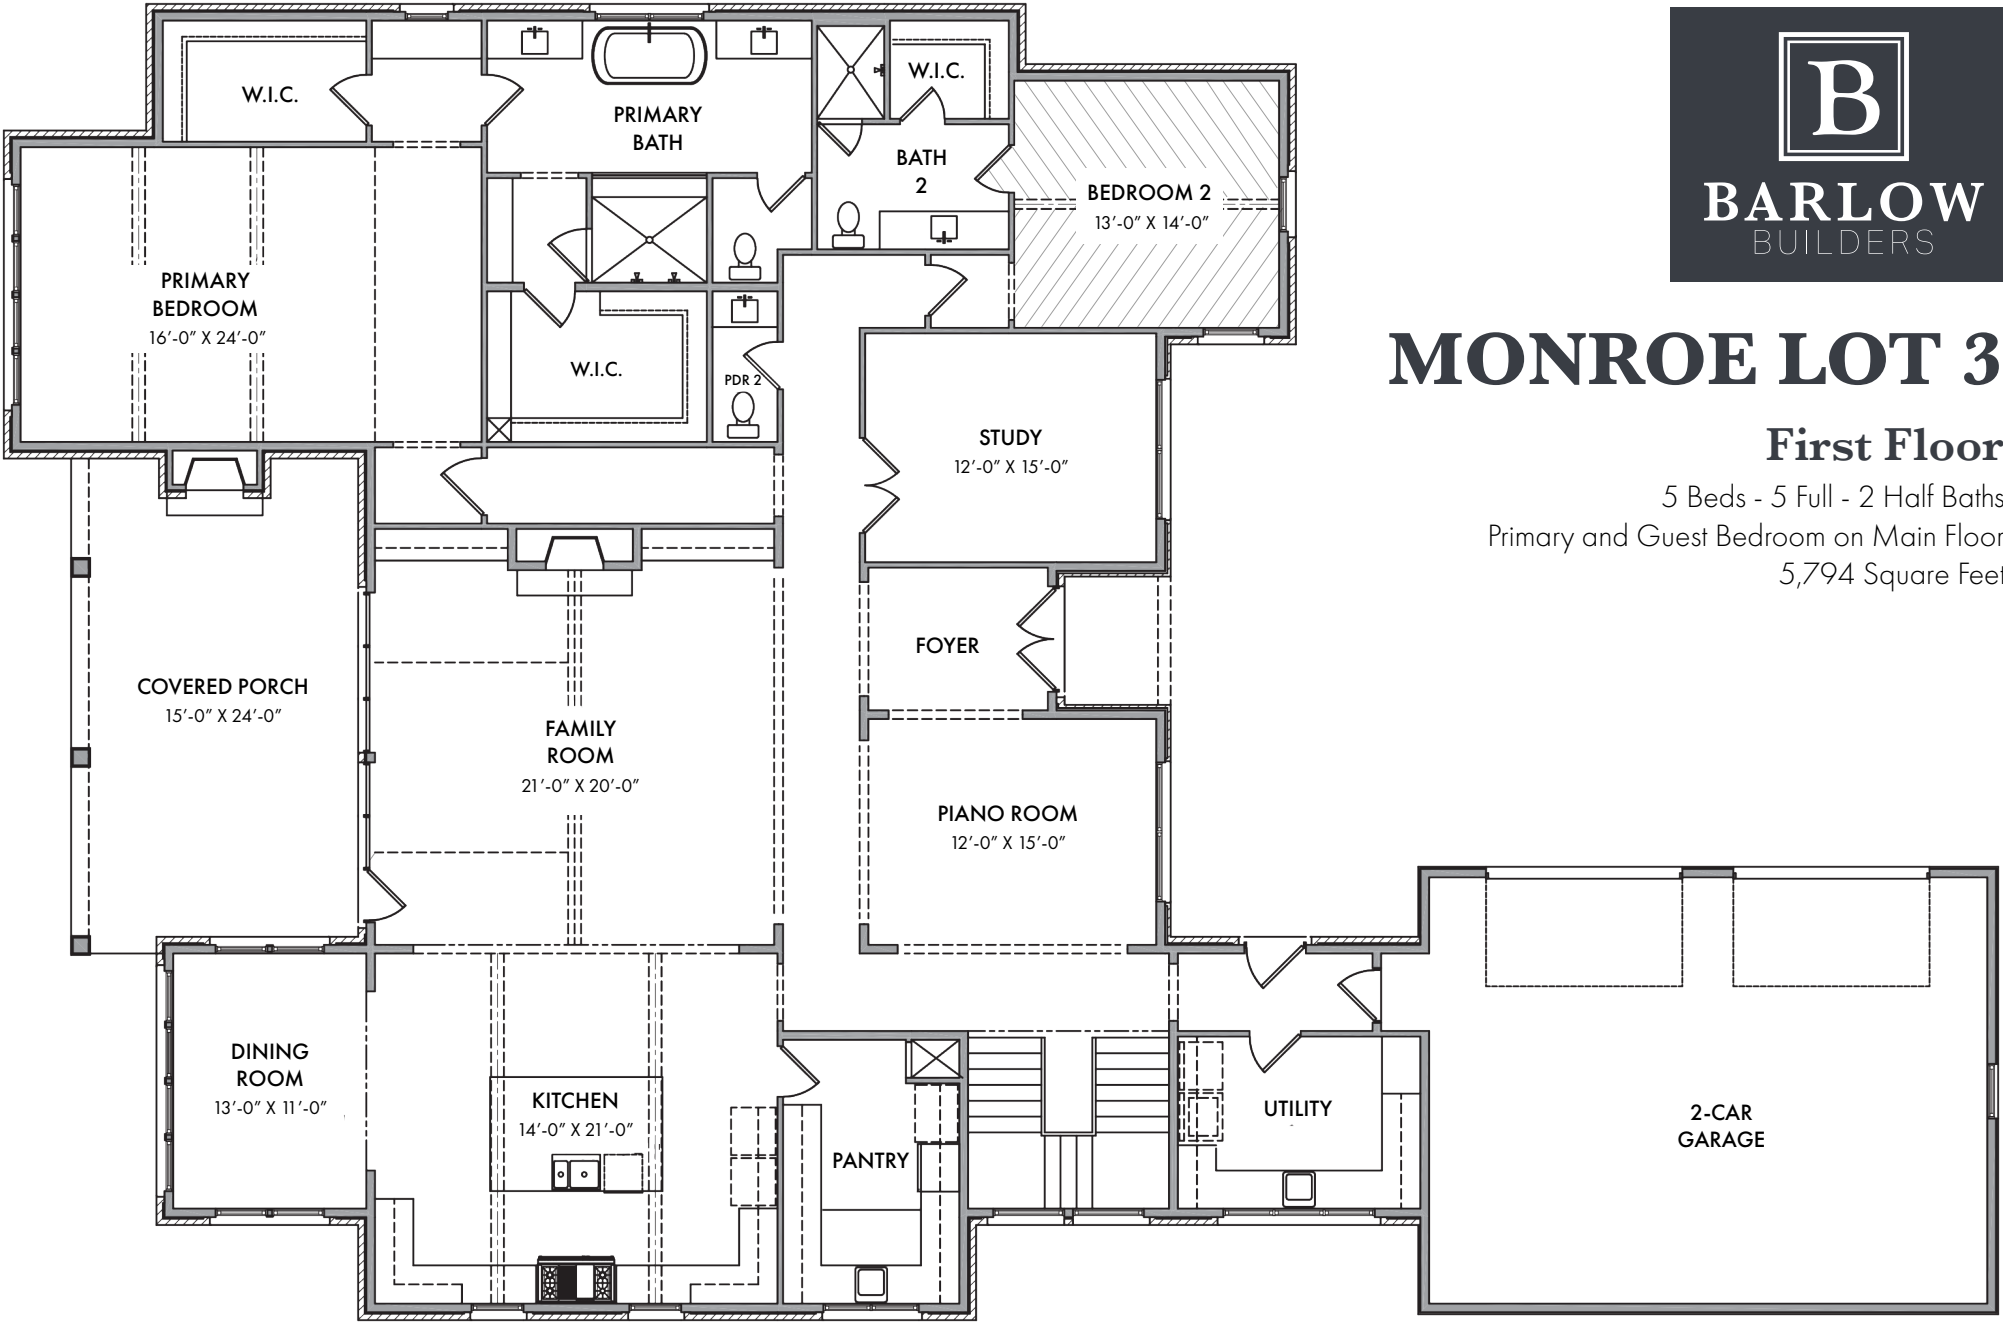 B
BARLOW
BUILDERS
MONROE LOT 3
First Floor
5 Beds - 5 Full - 2 Half Baths
Primary and Guest Bedroom on Main Floor
5,794 Square Feet
W.I.C.
PRIMARY
BATH
W.I.C.
BATH
2
BEDROOM 2
13'-0" X 14'-0"
PRIMARY
BEDROOM
16'-0" X 24'-0"
W.I.C.
PDR 2
STUDY
12'-0" X 15'-0"
FOYER
COVERED PORCH
15'-0" X 24'-0"
FAMILY
ROOM
21'-0" X 20'-0"
PIANO ROOM
12'-0" X 15'-0"
DINING
ROOM
13'-0" X 11'-0"
KITCHEN
14'-0" X 21'-0"
PANTRY
UTILITY
2-CAR
GARAGE